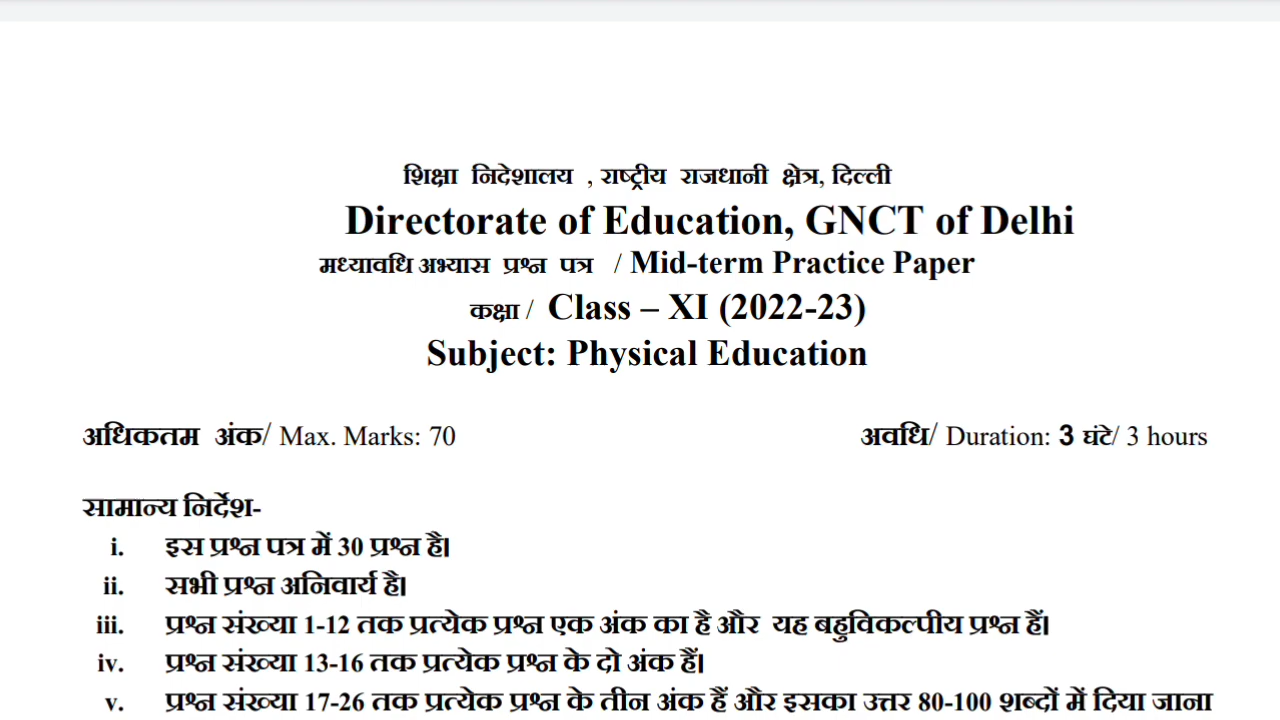 शिक्षा निदेशालय , राष्ट्रीय राजधानी क्षेत्र, दिल्ली
Directorate of Education, GNCT of Delhi
मध्यावधि अभ्यास प्रश्न पत्र / Mid-term Practice Paper
कक्षा / Class – XI (2022-23)
Subject: Physical Education
अधिकतम अंक/ Max. Marks: 70 अवधि/ Duration: 3 घंटे/ 3 hours
सामान्य निर्देश-
i. इस प्रश्न पत्र में 30 प्रश्न है।
ii. सभी प्रश्न अनिवार्य है।
iii. प्रश्न संख्या 1-12 तक प्रत्येक प्रश्न एक अंक का है और यह बहुविकल्पीय प्रश्न हैं।
iv. प्रश्न संख्या 13-16 तक प्रत्येक प्रश्न के दो अंक हैं।
v. प्रश्न संख्या 17-26 तक प्रत्येक प्रश्न के तीन अंक हैं और इसका उत्तर 80-100 शब्दों में दिया जाना